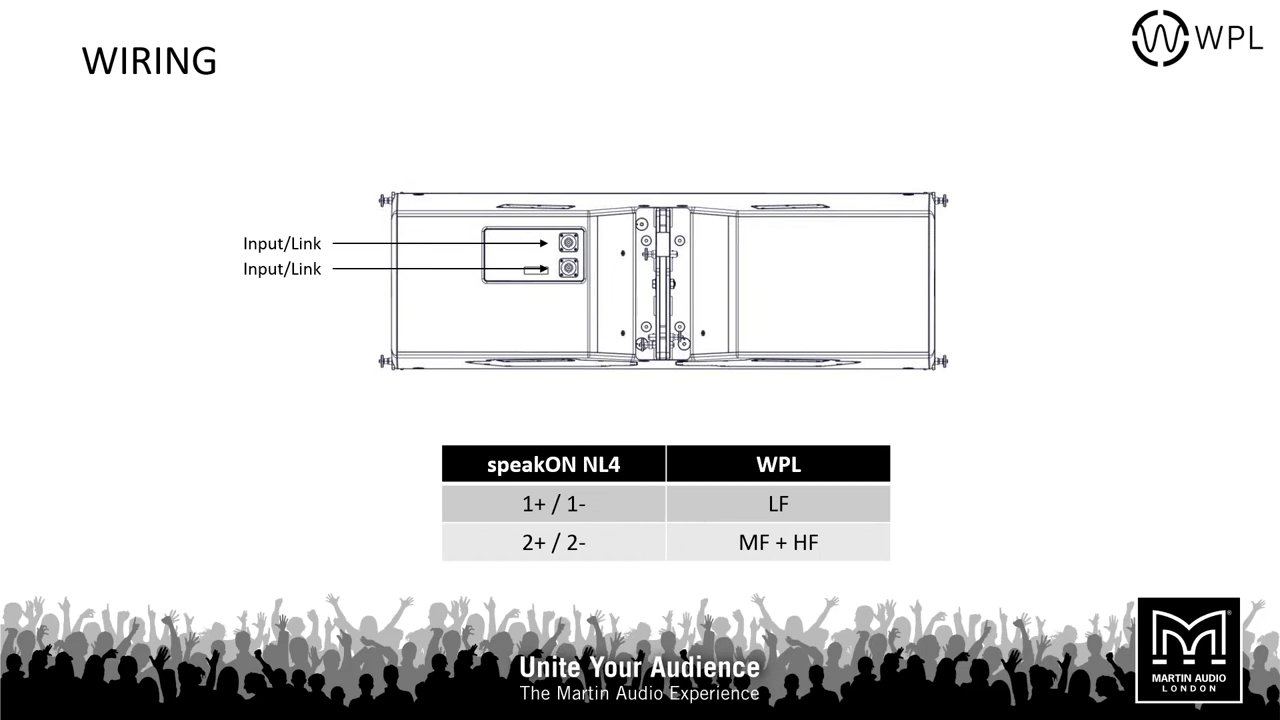 WIRING
WPL
Input/Link
Input/Link
speakON NL4 WPL
1+ / 1- LF
2+ / 2- MF + HF
Unite Your Audience
The Martin Audio Experience
MARTIN AUDIO
LONDON